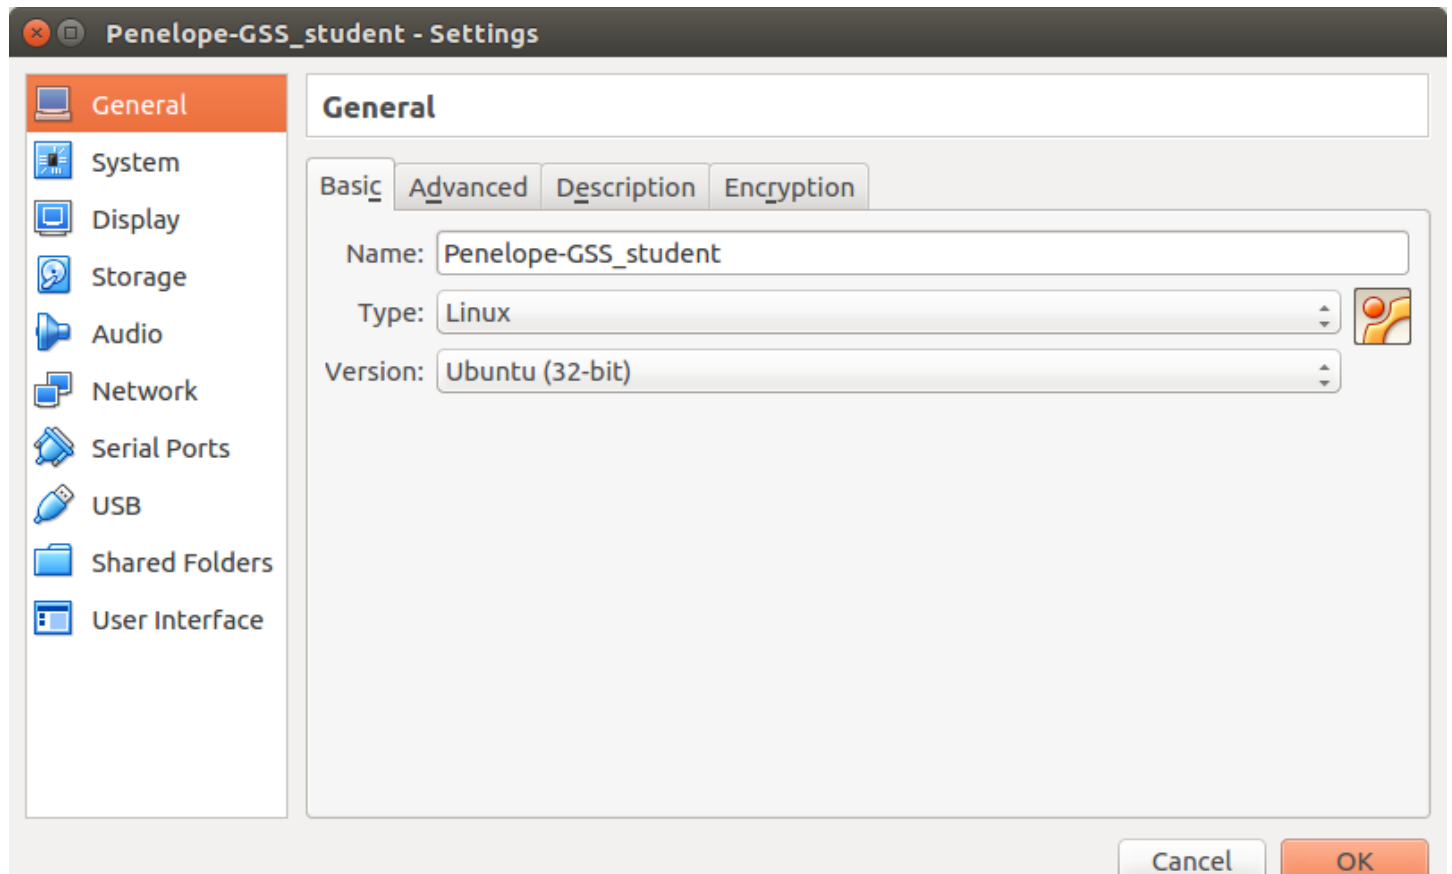 Penelope-GSS_student - Settings
General
System
Display
Storage
Audio
Network
Serial Ports
USB
Shared Folders
User Interface
General
Basic Advanced Description Encryption
Name: Penelope-GSS_student
Type: Linux
Version: Ubuntu (32-bit)
Cancel OK